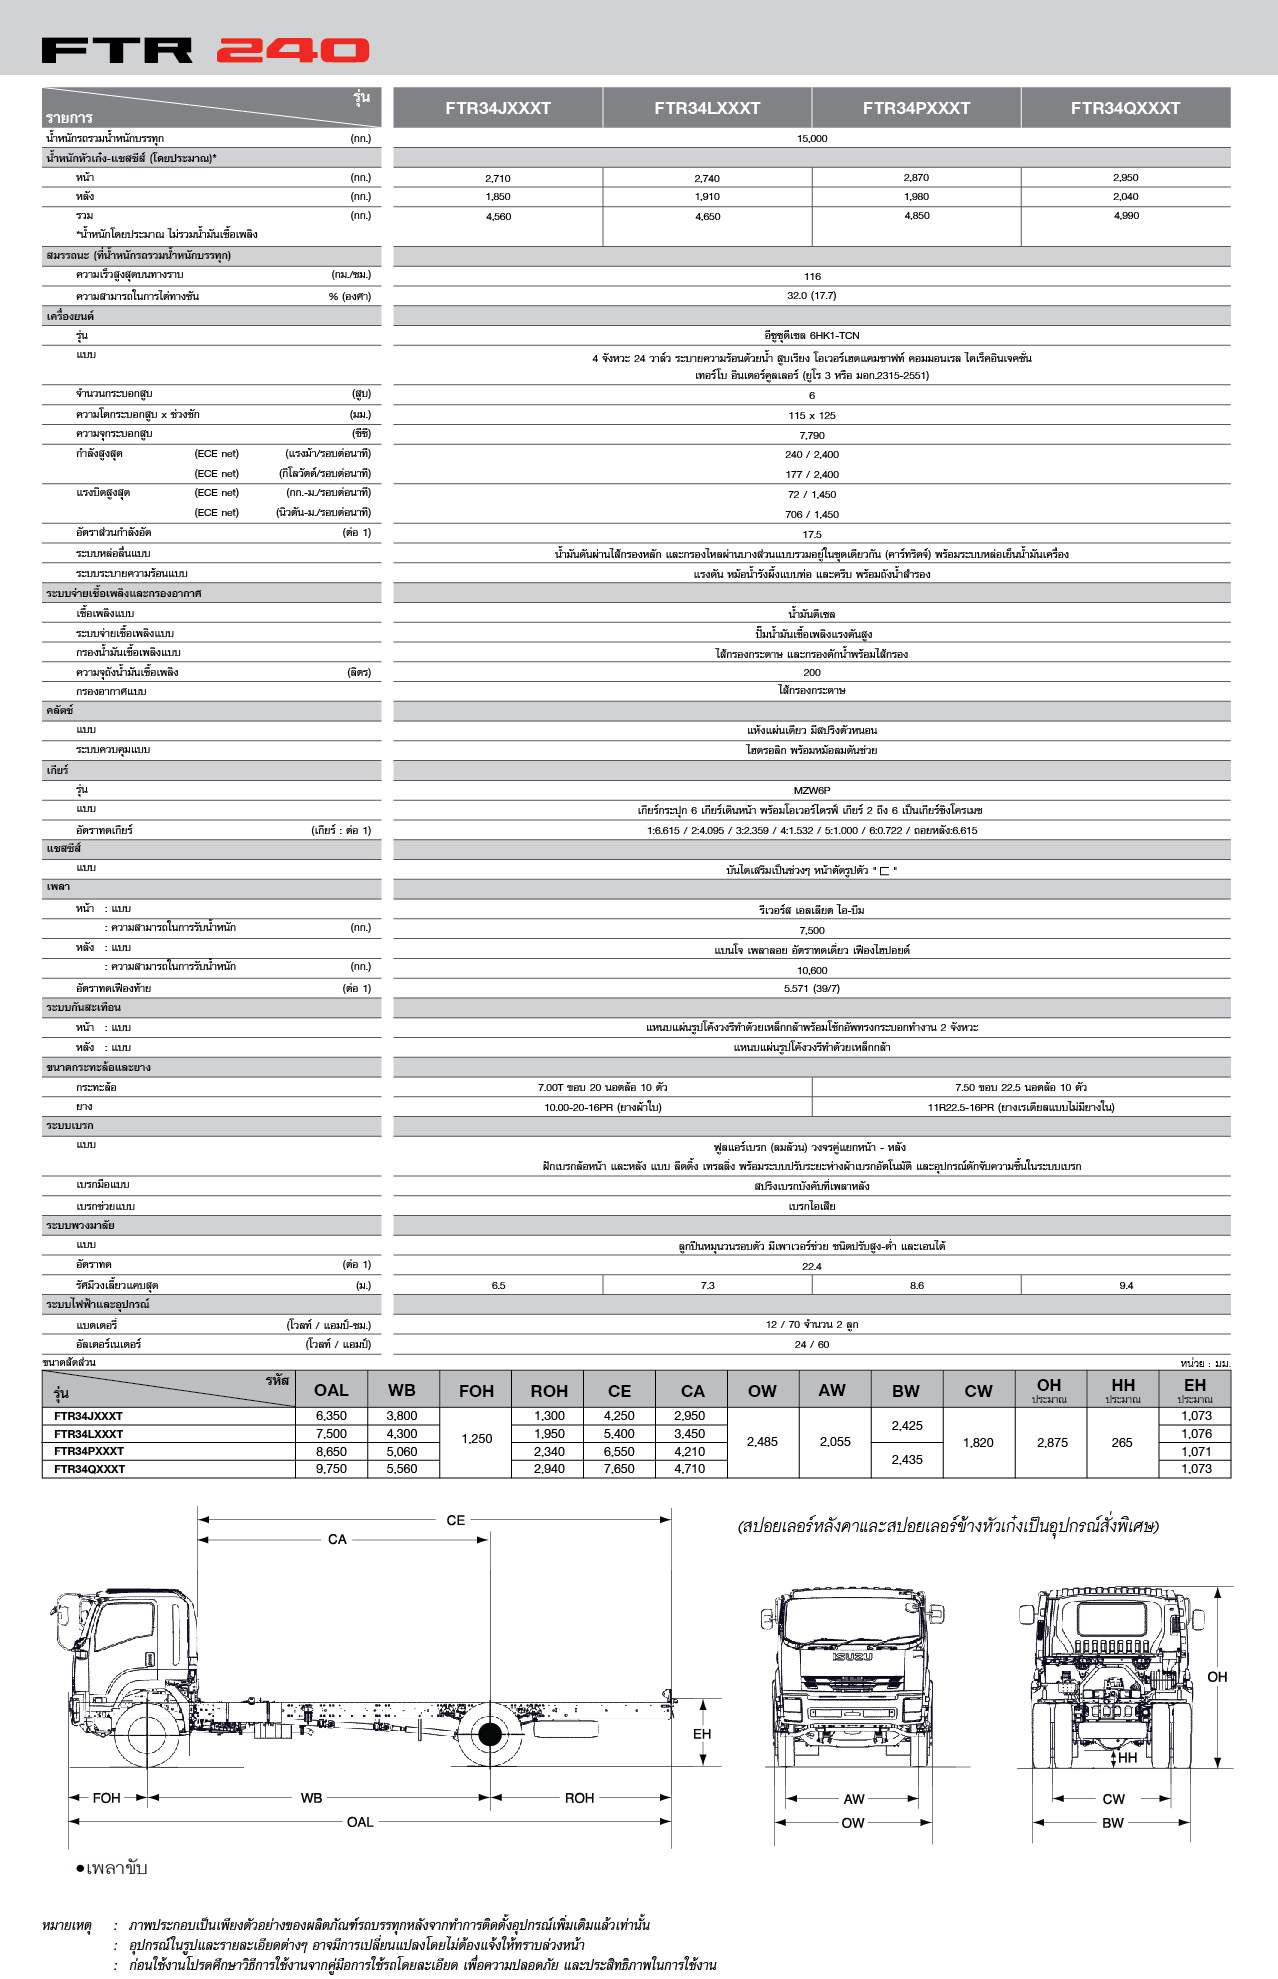 FTR 240
รุ่น
รายการ
FTR34JXXXT FTR34LXXXT FTR34PXXXT FTR34QXXXT
น้ำหนักรถรวมน้ำหนักบรรทุก (กก.) 15,000
น้ำหนักหัวเก๋ง-แชสซีส์ (โดยประมาณ)*
หน้า (กก.) 2,710 2,740 2,870 2,950
หลัง (กก.) 1,850 1,910 1,980 2,040
รวม (กก.) 4,560 4,650 4,850 4,990
*น้ำหนักโดยประมาณ ไม่รวมน้ำมันเชื้อเพลิง
สมรรถนะ (ที่น้ำหนักรถรวมน้ำหนักบรรทุก)
ความเร็วสูงสุดบนทางราบ (กม./ชม.) 116
ความสามารถในการไต่ทางชัน % (องศา) 32.0 (17.7)
เครื่องยนต์
รุ่น อีซูซุดีเซล 6HK1-TCN
แบบ 4 จังหวะ 24 วาล์ว ระบายความร้อนด้วยน้ำ สูบเรียง โอเวอร์เฮดแคมชาฟท์ คอมมอนเรล ไดเร็คอินเจคชั่น
เทอร์โบ อินเตอร์คูลเลอร์ (ยูโร 3 หรือ มอก.2315-2551)
จำนวนกระบอกสูบ (สูบ) 6
ความโตกระบอกสูบ x ช่วงชัก (มม.) 115 x 125
ความจุกระบอกสูบ (ซีซี) 7,790
กำลังสูงสุด (ECE net) (แรงม้า/รอบต่อนาที) 240 / 2,400
(ECE net) (กิโลวัตต์/รอบต่อนาที) 177 / 2,400
แรงบิดสูงสุด (ECE net) (กก.-ม./รอบต่อนาที) 72 / 1,450
(ECE net) (นิวตัน-ม./รอบต่อนาที) 706 / 1,450
อัตราส่วนกำลังอัด (ต่อ 1) 17.5
ระบบหล่อลื่นแบบ น้ำมันดันผ่านไส้กรองหลัก และกรองไหลผ่านบางส่วนแบบรวมอยู่ในชุดเดียวกัน (คาร์ทริดจ์) พร้อมระบบหล่อเย็นน้ำมันเครื่อง
ระบบระบายความร้อนแบบ แรงดัน หม้อน้ำรังผึ้งแบบท่อ และครีบ พร้อมถังน้ำสำรอง
ระบบจ่ายเชื้อเพลิงและกรองอากาศ
เชื้อเพลิงแบบ น้ำมันดีเซล
ระบบจ่ายเชื้อเพลิงแบบ ปั๊มน้ำมันเชื้อเพลิงแรงดันสูง
กรองน้ำมันเชื้อเพลิงแบบ ไส้กรองกระดาษ และกรองดักน้ำพร้อมไส้กรอง
ความจุถังน้ำมันเชื้อเพลิง (ลิตร) 200
กรองอากาศแบบ ไส้กรองกระดาษ
คลัตช์
แบบ แห้งแผ่นเดียว มีสปริงตัวหนอน
ระบบควบคุมแบบ ไฮดรอลิก พร้อมหม้อลมดันช่วย
เกียร์
รุ่น MZW6P
แบบ เกียร์กระปุก 6 เกียร์เดินหน้า พร้อมโอเวอร์ไดรฟ์ เกียร์ 2 ถึง 6 เป็นเกียร์ซิงโครเมช
อัตราทดเกียร์ (เกียร์ : ต่อ 1) 1:6.615 / 2:4.095 / 3:2.359 / 4:1.532 / 5:1.000 / 6:0.722 / ถอยหลัง:6.615
แชสซีส์
แบบ บันไดเสริมเป็นช่วงๆ หน้าตัดรูปตัว " ⊏ "
เพลา
หน้า : แบบ รีเวอร์ส เอลเลียต ไอ-บีม
: ความสามารถในการรับน้ำหนัก (กก.) 7,500
หลัง : แบบ แบนโจ เพลาลอย อัตราทดเดี่ยว เฟืองไฮปอยด์
: ความสามารถในการรับน้ำหนัก (กก.) 10,600
อัตราทดเฟืองท้าย (ต่อ 1) 5.571 (39/7)
ระบบกันสะเทือน
หน้า : แบบ แหนบแผ่นรูปโค้งวงรีทำด้วยเหล็กกล้าพร้อมโช้กอัพทรงกระบอกทำงาน 2 จังหวะ
หลัง : แบบ แหนบแผ่นรูปโค้งวงรีทำด้วยเหล็กกล้า
ขนาดกระทะล้อและยาง
กระทะล้อ 7.00T ขอบ 20 นอตล้อ 10 ตัว 7.50 ขอบ 22.5 นอตล้อ 10 ตัว
ยาง 10.00-20-16PR (ยางผ้าใบ) 11R22.5-16PR (ยางเรเดียลแบบไม่มียางใน)
ระบบเบรก
แบบ ฟูลแอร์เบรก (ลมล้วน) วงจรคู่แยกหน้า - หลัง
ฝักเบรกล้อหน้า และหลัง แบบ ลีดดิ้ง เทรลลิ่ง พร้อมระบบปรับระยะห่างผ้าเบรกอัตโนมัติ และอุปกรณ์ดักจับความชื้นในระบบเบรก
เบรกมือแบบ สปริงเบรกบังคับที่เพลาหลัง
เบรกช่วยแบบ เบรกไอเสีย
ระบบพวงมาลัย
แบบ ลูกปืนหมุนวนรอบตัว มีเพาเวอร์ช่วย ชนิดปรับสูง-ต่ำ และเอนได้
อัตราทด (ต่อ 1) 22.4
รัศมีวงเลี้ยวแคบสุด (ม.) 6.5 7.3 8.6 9.4
ระบบไฟฟ้าและอุปกรณ์
แบตเตอรี่ (โวลท์ / แอมป์-ชม.) 12 / 70 จำนวน 2 ลูก
อัลเตอร์เนเตอร์ (โวลท์ / แอมป์) 24 / 60
ขนาดสัดส่วน หน่วย : มม.
รหัส
รุ่น
OAL WB FOH ROH CE CA OW AW BW CW OH ประมาณ HH ประมาณ EH ประมาณ
FTR34JXXXT 6,350 3,800 1,300 4,250 2,950 1,073
1,250 2,485 2,055 2,425 1,820 2,875 265
FTR34LXXXT 7,500 4,300 1,950 5,400 3,450 1,076
FTR34PXXXT 8,650 5,060 2,340 6,550 4,210 1,071
2,435
FTR34QXXXT 9,750 5,560 2,940 7,650 4,710 1,073
CE
(สปอยเลอร์หลังคาและสปอยเลอร์ข้างหัวเก๋งเป็นอุปกรณ์สั่งพิเศษ)
CA
ISUZU
OH
EH
HH
FOH WB ROH AW CW
OAL OW BW
●เพลาขับ
หมายเหตุ : ภาพประกอบเป็นเพียงตัวอย่างของผลิตภัณฑ์รถบรรทุกหลังจากทำการติดตั้งอุปกรณ์เพิ่มเติมแล้วเท่านั้น
: อุปกรณ์ในรูปและรายละเอียดต่างๆ อาจมีการเปลี่ยนแปลงโดยไม่ต้องแจ้งให้ทราบล่วงหน้า
: ก่อนใช้งานโปรดศึกษาวิธีการใช้งานจากคู่มือการใช้รถโดยละเอียด เพื่อความปลอดภัย และประสิทธิภาพในการใช้งาน